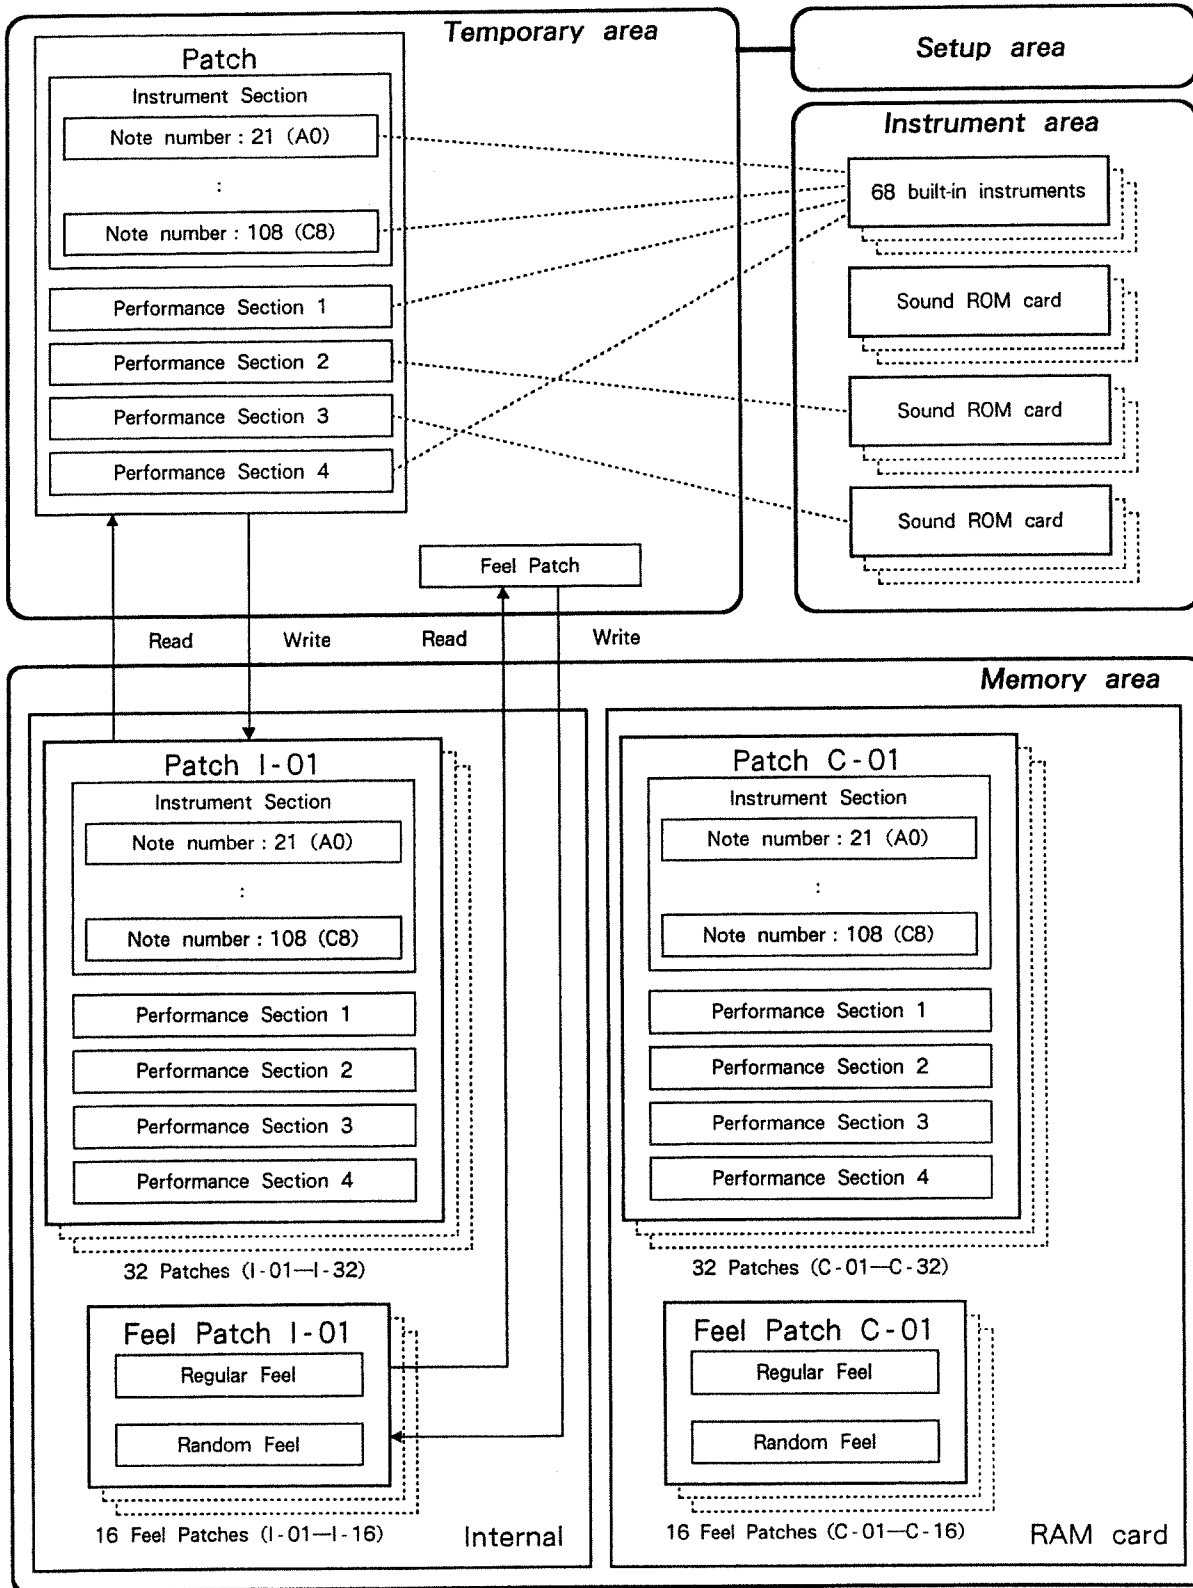 Temporary area
Patch
Instrument Section
Note number : 21 (A0)
:
Note number : 108 (C8)
Performance Section 1
Performance Section 2
Performance Section 3
Performance Section 4
Feel Patch
Setup area
Instrument area
68 built-in instruments
Sound ROM card
Sound ROM card
Sound ROM card
Read
Write
Read
Write
Memory area
Patch I-01
Instrument Section
Note number : 21 (A0)
:
Note number : 108 (C8)
Performance Section 1
Performance Section 2
Performance Section 3
Performance Section 4
32 Patches (I-01—I-32)
Feel Patch I-01
Regular Feel
Random Feel
16 Feel Patches (I-01—I-16)
Internal
Patch C-01
Instrument Section
Note number : 21 (A0)
:
Note number : 108 (C8)
Performance Section 1
Performance Section 2
Performance Section 3
Performance Section 4
32 Patches (C-01—C-32)
Feel Patch C-01
Regular Feel
Random Feel
16 Feel Patches (C-01—C-16)
RAM card